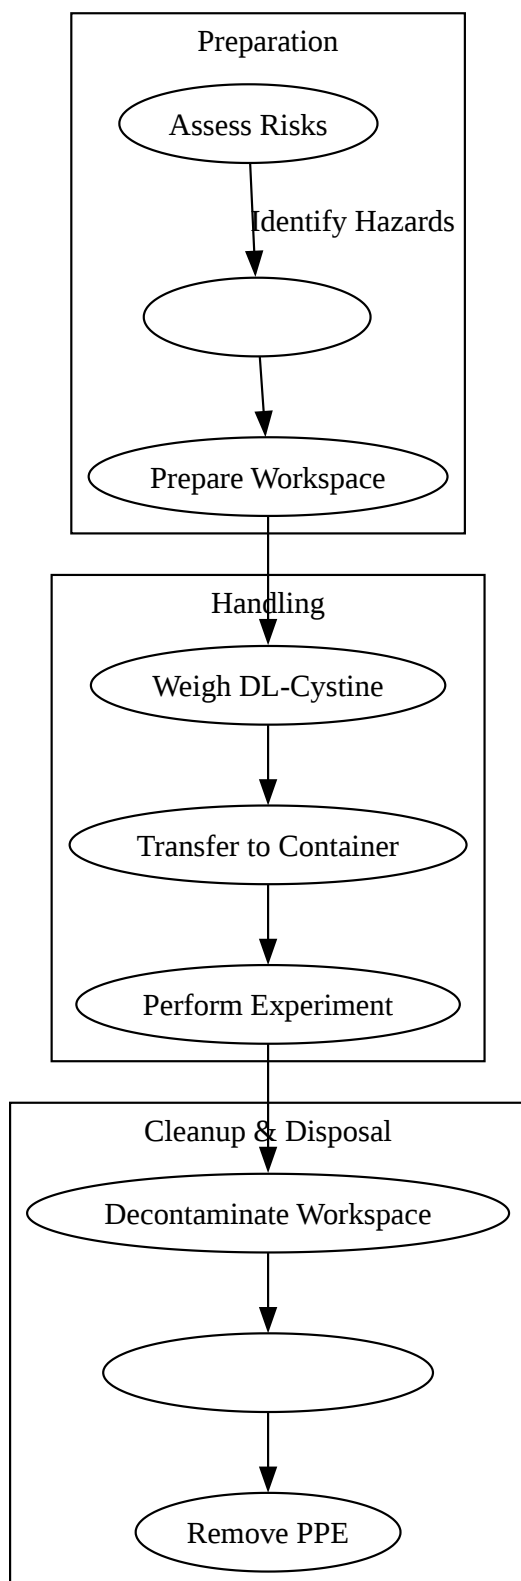 Preparation
Assess Risks
Identify Hazards
Prepare Workspace
Handling
Weigh DL-Cystine
Transfer to Container
Perform Experiment
Cleanup & Disposal
Decontaminate Workspace
Remove PPE